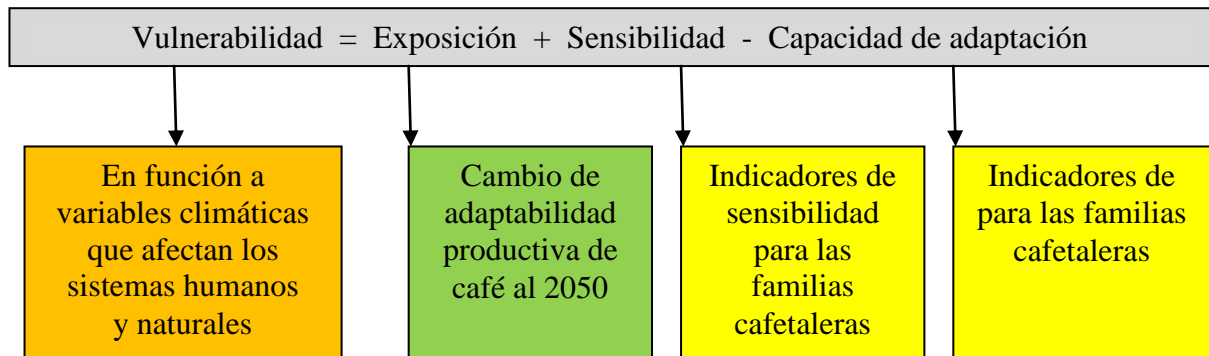 Vulnerabilidad = Exposición + Sensibilidad - Capacidad de adaptación
En función a
variables climáticas
que afectan los
sistemas humanos
y naturales
Cambio de
adaptabilidad
productiva de
café al 2050
Indicadores de
sensibilidad
para las
familias
cafetaleras
Indicadores de
para las familias
cafetaleras